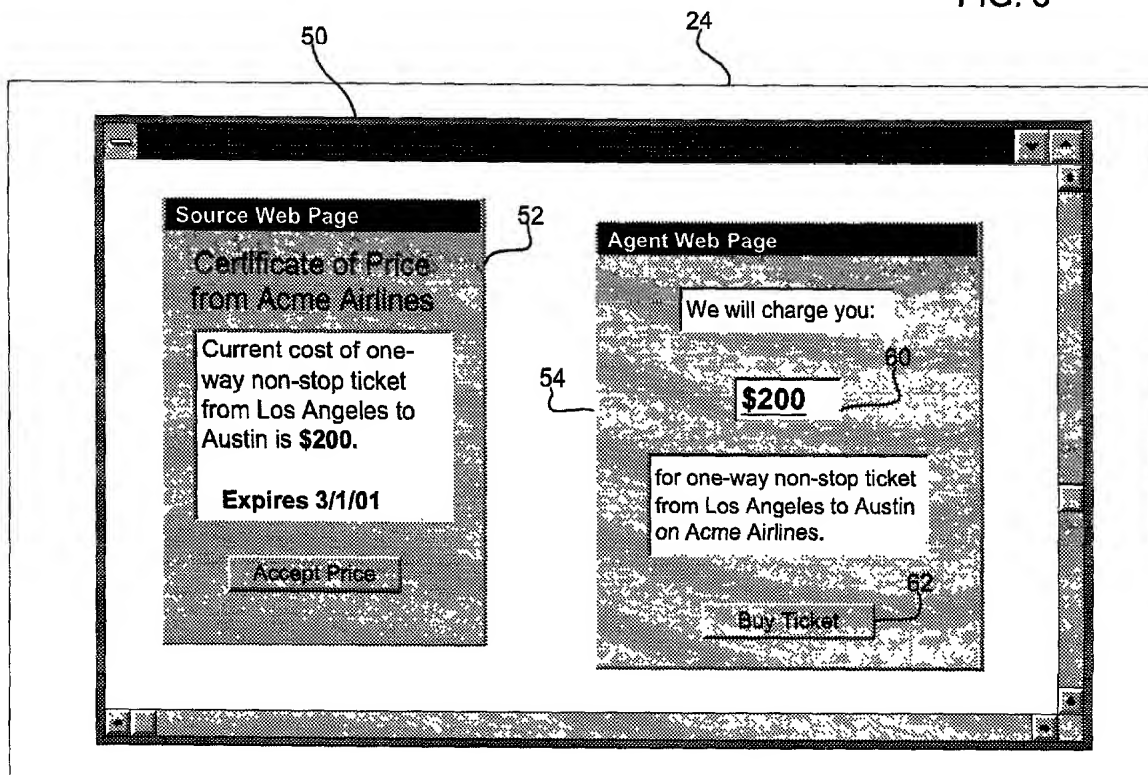 50
24
Source Web Page
52
Certificate of Price
from Acme Airlines
Current cost of one-
way non-stop ticket
from Los Angeles to
Austin is $200.
Expires 3/1/01
Accept Price
Agent Web Page
We will charge you:
60
54
$200
for one-way non-stop ticket
from Los Angeles to Austin
on Acme Airlines.
62
Buy Ticket